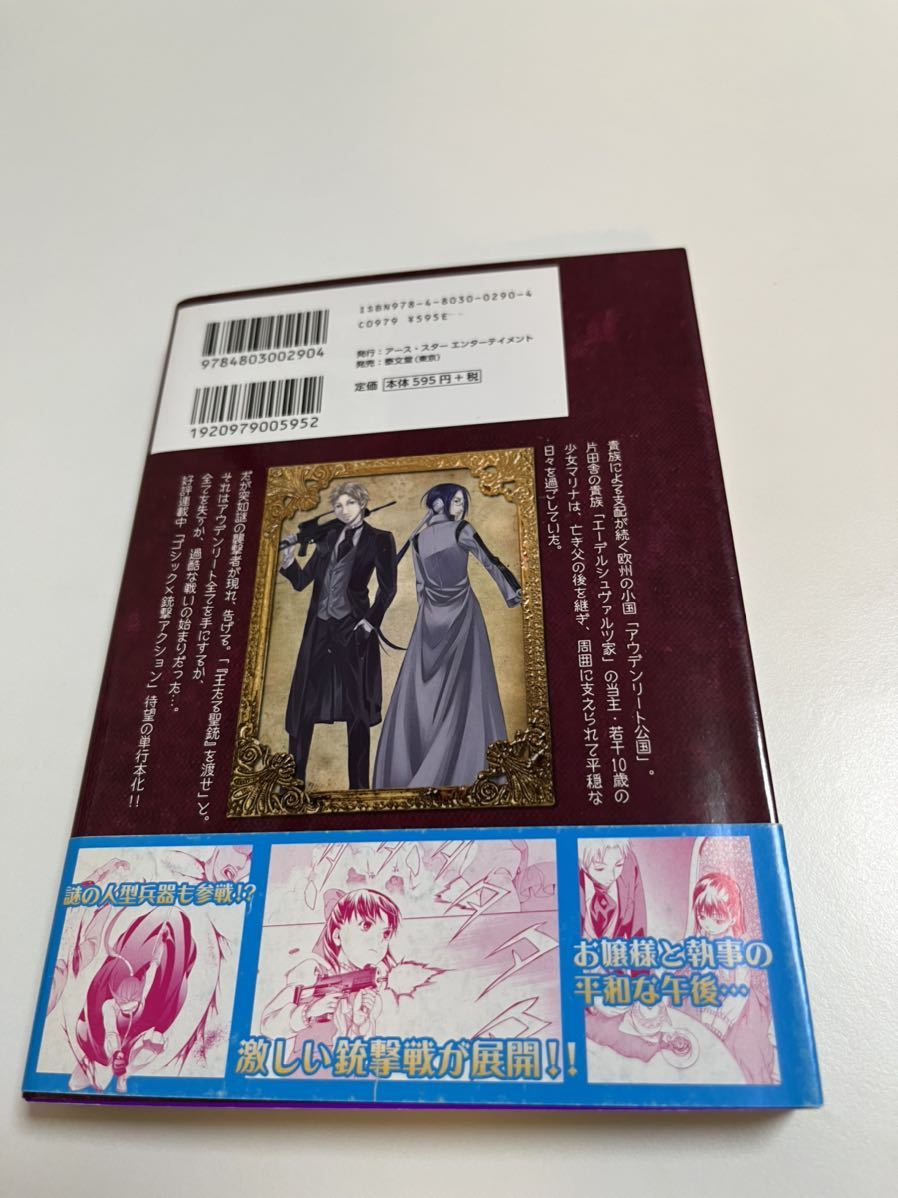 ISBN978-4-8030-0290-4
C0979 ¥595E
9784803002904
発行：アース・スター エンターテイメント
発売：泰文堂(東京)
定価 本体 595円+税
1920979005952
貴族による支配が続く欧州の小国「アウデンリート公国」。
片田舎の貴族「エーデルシュヴァルツ家」の当主・若干10歳の
少女マリナは、亡き父の後を継ぎ、周囲に支えられて平穏な
日々を過ごしていた。
だが突如謎の襲撃者が現れ、告げる。「『王たる聖銃』を渡せ」と。
それはアウデンリート全てを手にするか、
全てを失うか、過酷な戦いの始まりだった…。
好評連載中「ゴシック×銃撃アクション」待望の単行本化!!
謎の人型兵器も参戦!?
激しい銃撃戦が展開!!
お嬢様と執事の
平和な午後…